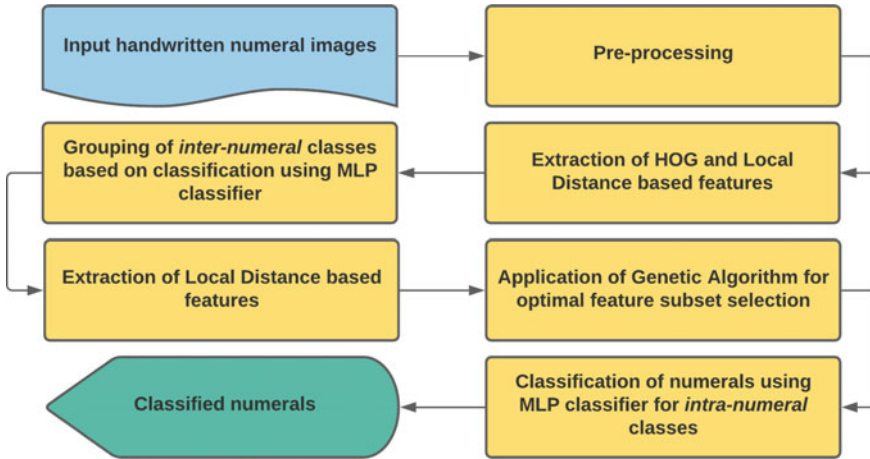 Input handwritten numeral images
Pre-processing
Extraction of HOG and Local
Distance based features
Grouping of inter-numeral classes
based on classification using MLP
classifier
Extraction of Local Distance based
features
Application of Genetic Algorithm for
optimal feature subset selection
Classification of numerals using
MLP classifier for intra-numeral
classes
Classified numerals